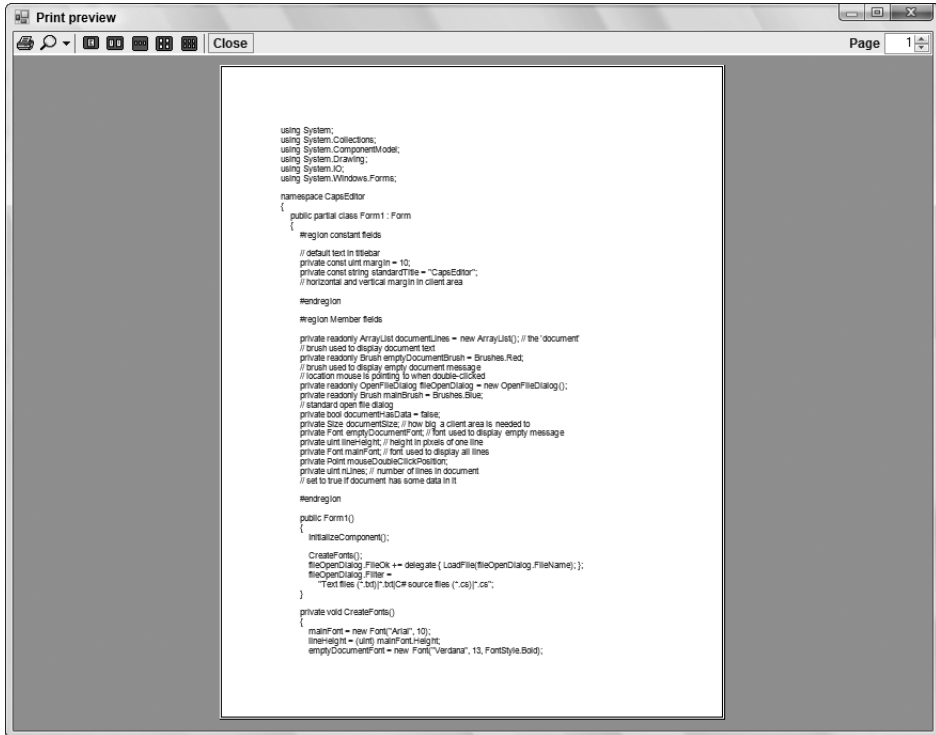 Print preview
Close
Page 1
using System;
using System.Collections;
using System.ComponentModel;
using System.Drawing;
using System.IO;
using System.Windows.Forms;
namespace CapsEditor
{
public partial class Form1 : Form
{
#region constant fields
// default text in titlebar
private const uint margin = 10;
private const string standardTitle = "CapsEditor";
// horizontal and vertical margin in client area
#endregion
#region Member fields
private readonly ArrayList documentLines = new ArrayList(); // the 'document'
// brush used to display document text
private readonly Brush emptyDocumentBrush = Brushes.Red;
// brush used to display empty document message
// location mouse is pointing to when double-clicked
private readonly OpenFileDialog fileOpenDialog = new OpenFileDialog();
private readonly Brush mainBrush = Brushes.Blue;
// standard open file dialog
private bool documentHasData = false;
private Size documentSize; // how big a client area is needed to
private Font emptyDocumentFont; // font used to display empty message
private uint lineHeight; // height in pixels of one line
private Font mainFont; // font used to display all lines
private Point mouseDoubleClickPosition;
private uint nLines; // number of lines in document
// set to true if document has some data in it
#endregion
public Form1()
{
InitializeComponent();
CreateFonts();
fileOpenDialog.FileOk += delegate { LoadFile(fileOpenDialog.FileName); };
fileOpenDialog.Filter =
"Text files (*.txt)|*.txt|C# source files (*.cs)|*.cs";
}
private void CreateFonts()
{
mainFont = new Font("Arial", 10);
lineHeight = (uint) mainFont.Height;
emptyDocumentFont = new Font("Verdana", 13, FontStyle.Bold);